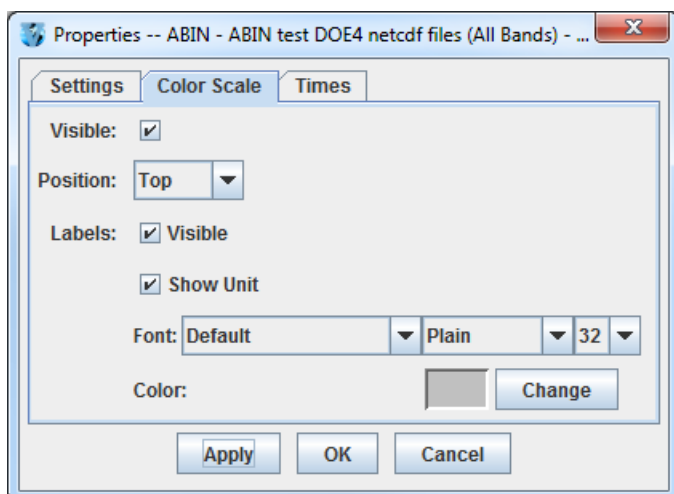 Properties -- ABIN - ABIN test DOE4 netcdf files (All Bands) - ...
Settings Color Scale Times
Visible:
Position: Top
Labels: Visible
Show Unit
Font: Default Plain 32
Color: Change
Apply OK Cancel